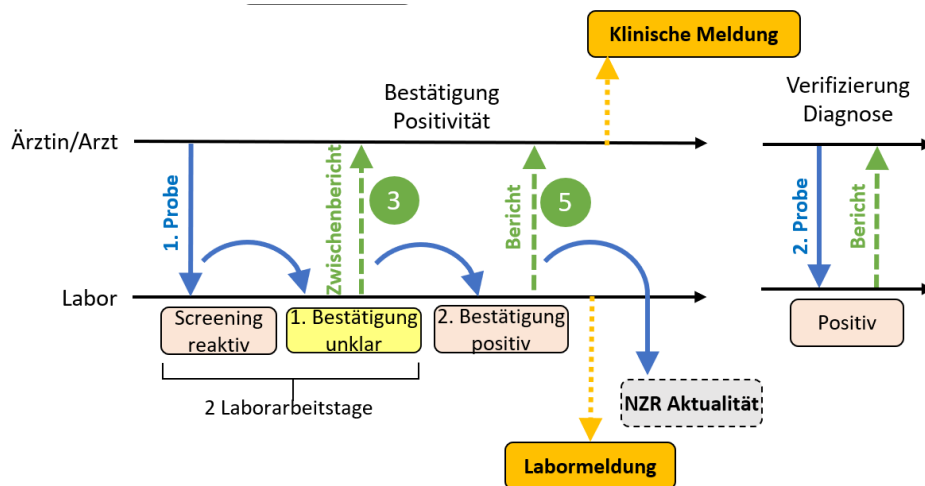 Klinische Meldung
Bestätigung
Positivität
Verifizierung
Diagnose
Ärztin/Arzt
1. Probe
Zwischenbericht
3
Bericht
5
2. Probe
Bericht
Labor
Screening
reaktiv
1. Bestätigung
unklar
2. Bestätigung
positiv
Positiv
2 Laborarbeitstage
NZR Aktualität
Labormeldung